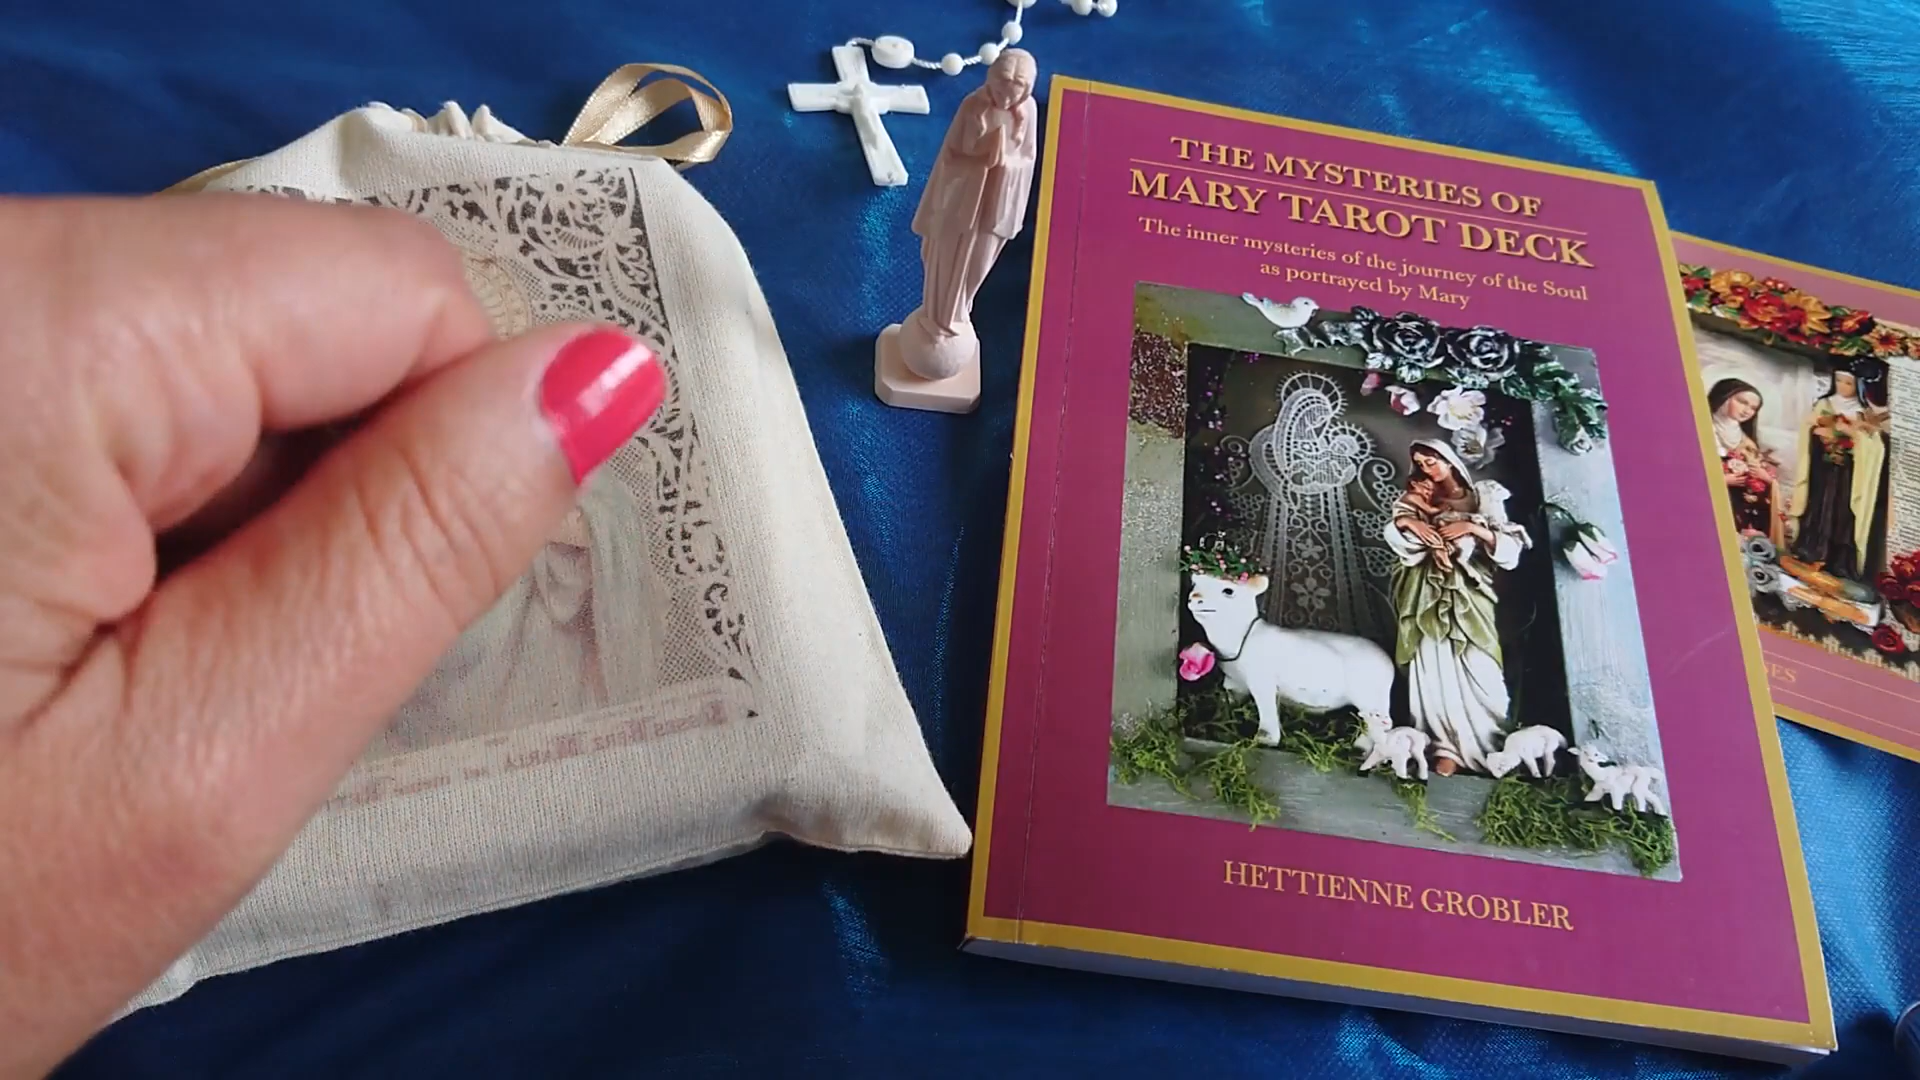 THE MYSTERIES OF
MARY TAROT DECK
The inner mysteries of the journey of the Soul
as portrayed by Mary
HETTIENNE GROBLER